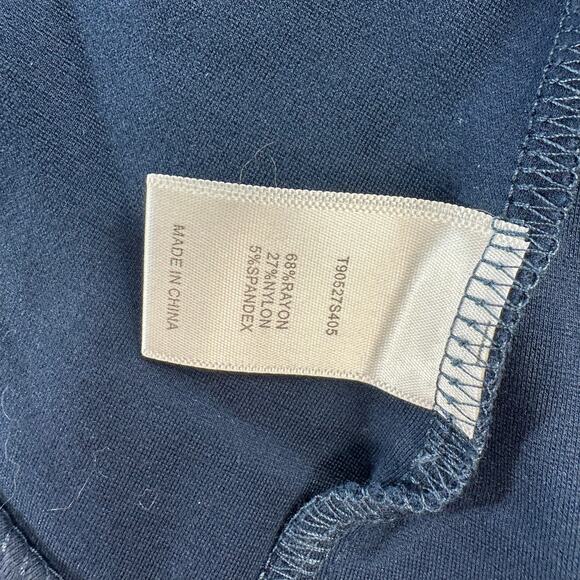 T90527S405
68%RAYON
27%NYLON
5%SPANDEX
MADE IN CHINA